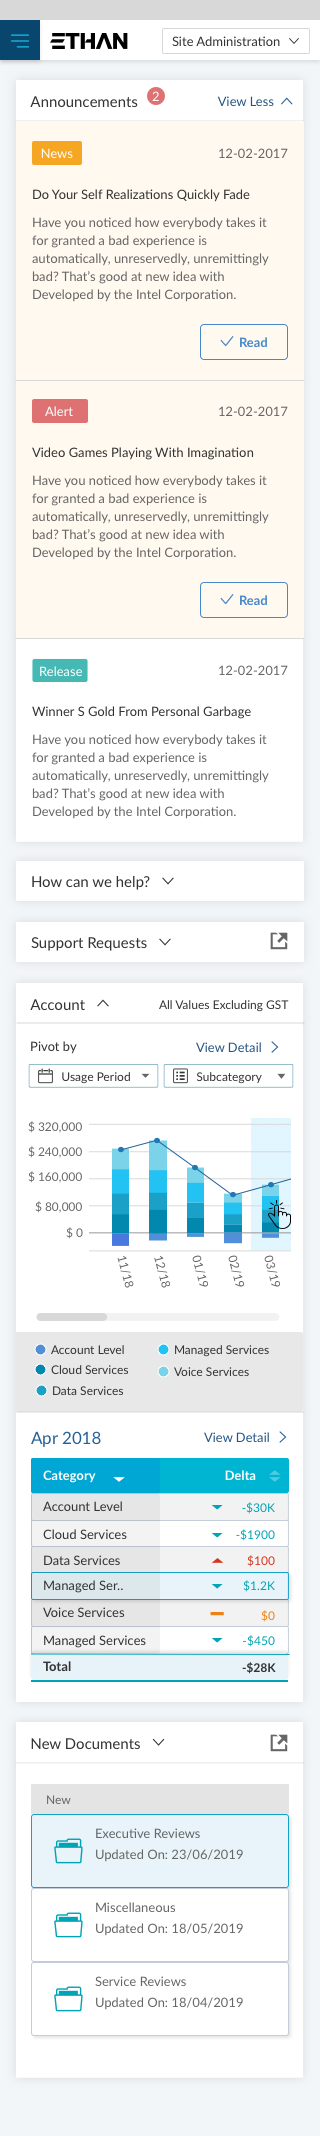 ETHAN
Site Administration
Announcements 2 View Less
News 12-02-2017
Do Your Self Realizations Quickly Fade
Have you noticed how everybody takes it
for granted a bad experience is
automatically, unreservedly, unremittingly
bad? That's good at new idea with
Developed by the Intel Corporation.
Read
Alert 12-02-2017
Video Games Playing With Imagination
Have you noticed how everybody takes it
for granted a bad experience is
automatically, unreservedly, unremitting
bad? That's good at new idea with
Developed by the Intel Corporation.
Read
Release 12-02-2017
Winner S Gold From Personal Garbage
Have you noticed how everybody takes it
for granted a bad experience is
automatically, unreservedly, unremittingly
bad? That's good at new idea with
Developed by the Intel Corporation.
How can we help?
Support Requests
Account All Values Excluding GST
Pivot by View Detail
Usage Period Subcategory
$ 320,000
$ 240,000
$ 160,000
$ 80,000
$ 0
11/18 12/18 01/19 02/19 03/19
Account Level Managed Services
Cloud Services Voice Services
Data Services
Apr 2018 View Detail
Category Delta
Account Level -$30K
Cloud Services -$1900
Data Services $100
Managed Ser.. $1.2K
Voice Services $0
Managed Services -$450
Total -$28K
New Documents
New
Executive Reviews
Updated On: 23/06/2019
Miscellaneous
Updated On: 18/05/2019
Service Reviews
Updated On: 18/04/2019